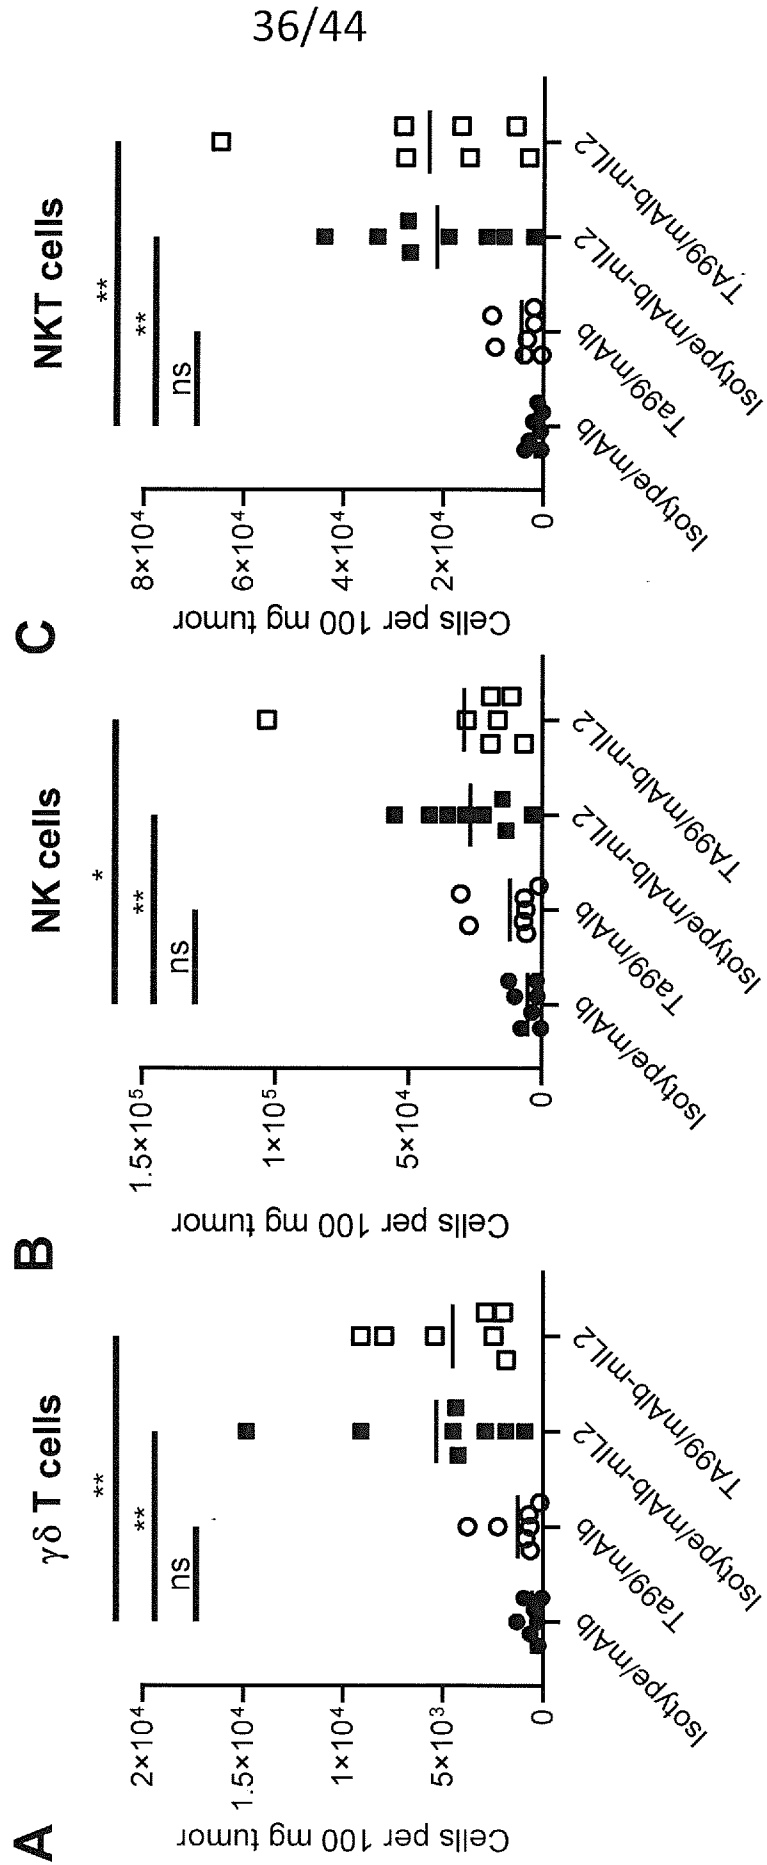 36/44
A
γδ T cells
**
**
ns
Cells per 100 mg tumor
2×10⁴
1.5×10⁴
1×10⁴
5×10³
0
Isotype/mAlb
Ta99/mAlb
Isotype/mAlb-mIL2
TA99/mAlb-mIL2
B
NK cells
*
**
ns
Cells per 100 mg tumor
1.5×10⁵
1×10⁵
5×10⁴
0
Isotype/mAlb
Ta99/mAlb
Isotype/mAlb-mIL2
TA99/mAlb-mIL2
C
NKT cells
**
**
ns
Cells per 100 mg tumor
8×10⁴
6×10⁴
4×10⁴
2×10⁴
0
Isotype/mAlb
Ta99/mAlb
Isotype/mAlb-mIL2
TA99/mAlb-mIL2